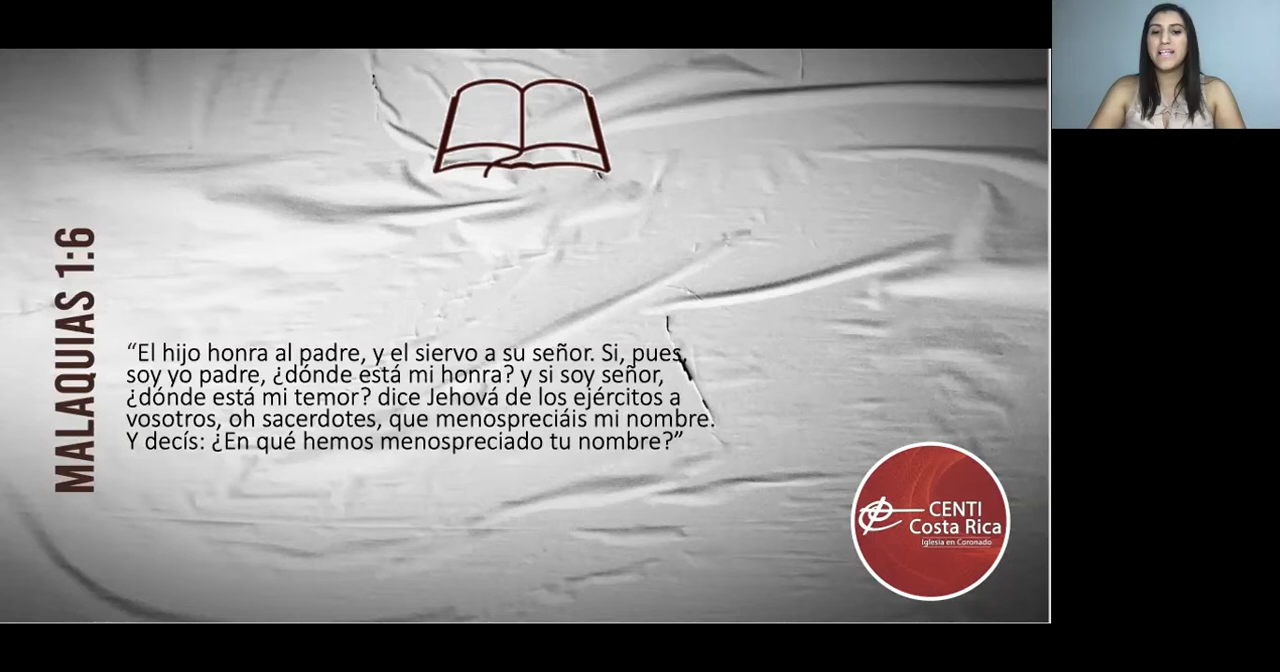 MALAQUIAS 1:6
“El hijo honra al padre, y el siervo a su señor. Si, pues,
soy yo padre, ¿dónde está mi honra? y si soy señor,
¿dónde está mi temor? dice Jehová de los ejércitos a
vosotros, oh sacerdotes, que menospreciáis mi nombre.
Y decís: ¿En qué hemos menospreciado tu nombre?”
CENTI
Costa Rica
Iglesia en Coronado